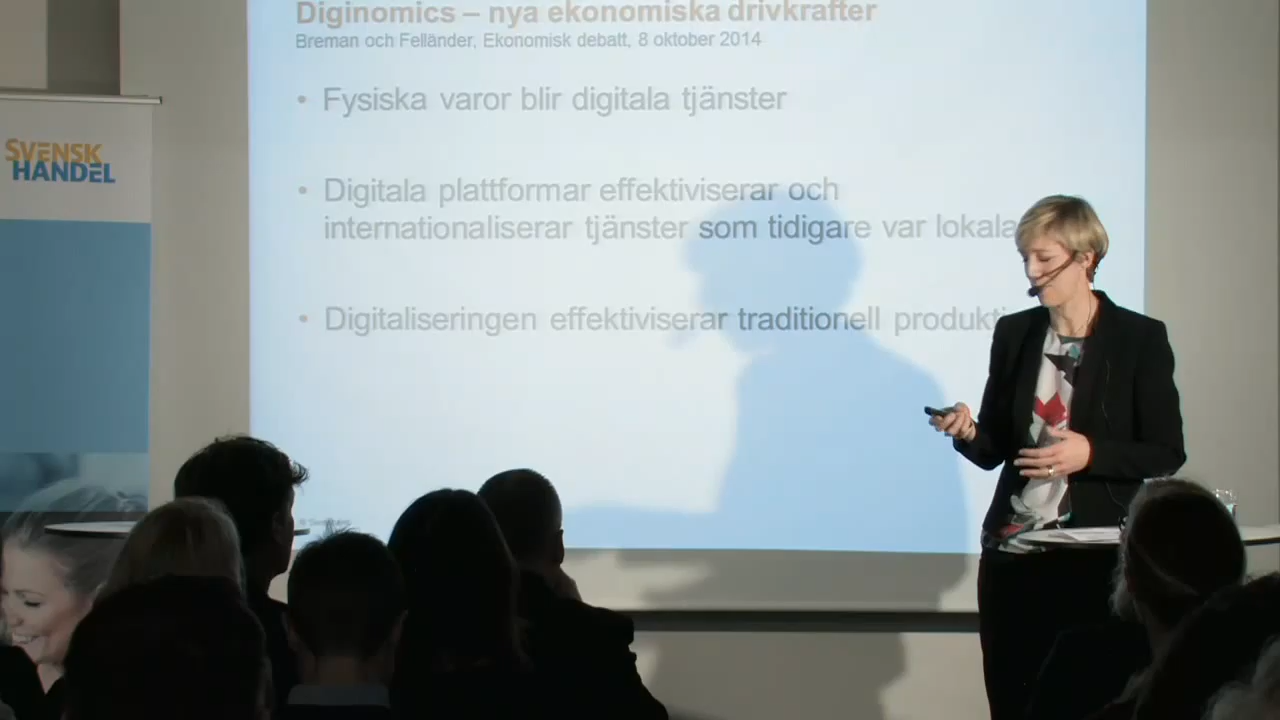 Diginomics – nya ekonomiska drivkrafter
Breman och Felländer, Ekonomisk debatt, 8 oktober 2014
• Fysiska varor blir digitala tjänster
• Digitala plattformar effektiviserar och
internationaliserar tjänster som tidigare var lokala
• Digitaliseringen effektiviserar traditionell produkti
SVENSK
HANDEL